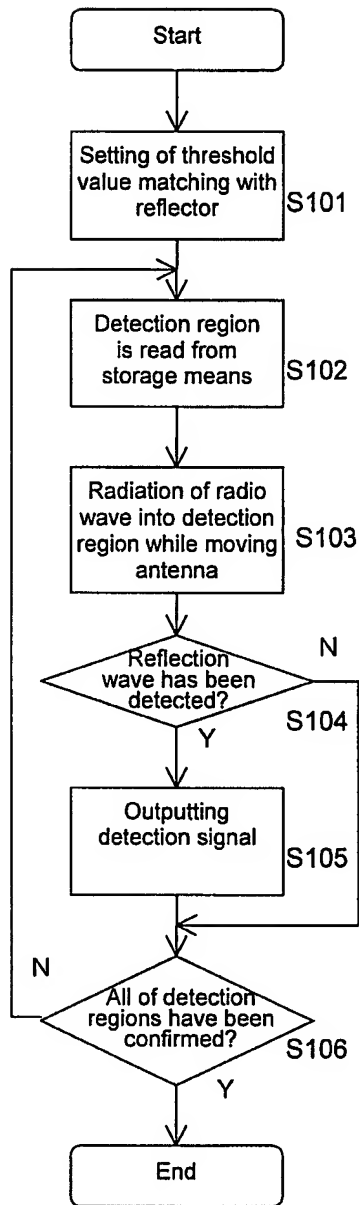 Start
Setting of threshold
value matching with
reflector
S101
Detection region
is read from
storage means
S102
Radiation of radio
wave into detection
region while moving
antenna
S103
Reflection
wave has been
detected?
N
S104
Y
Outputting
detection signal
S105
N
All of detection
regions have been
confirmed?
S106
Y
End